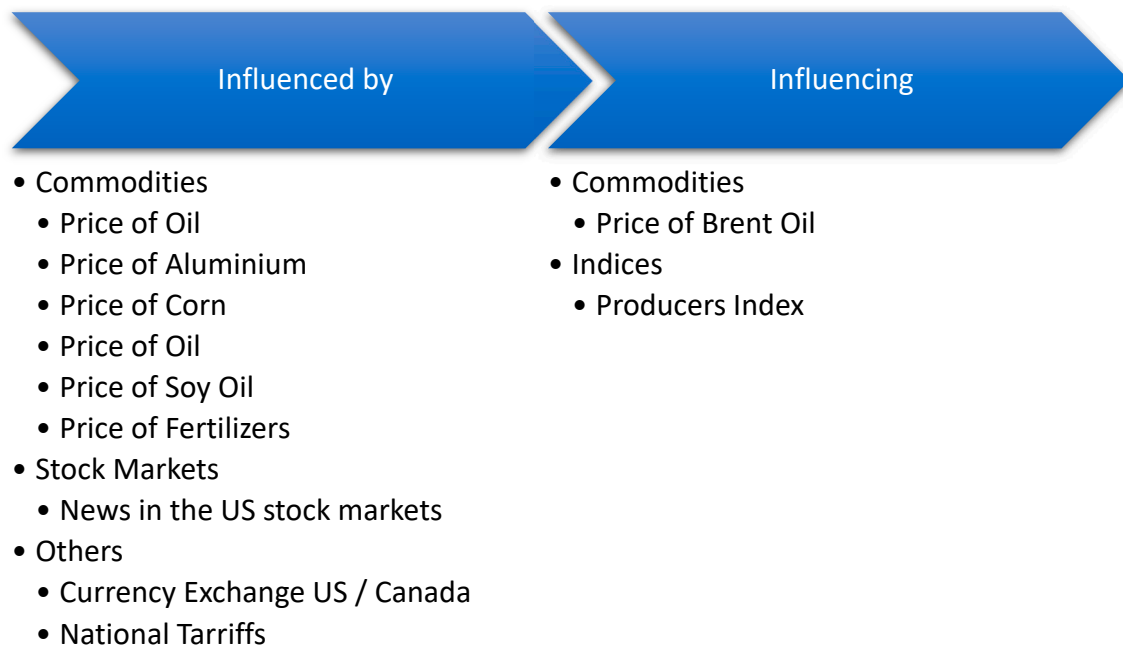 Influenced by
• Commodities
• Price of Oil
• Price of Aluminium
• Price of Corn
• Price of Oil
• Price of Soy Oil
• Price of Fertilizers
• Stock Markets
• News in the US stock markets
• Others
• Currency Exchange US / Canada
• National Tarriffs
Influencing
• Commodities
• Price of Brent Oil
• Indices
• Producers Index